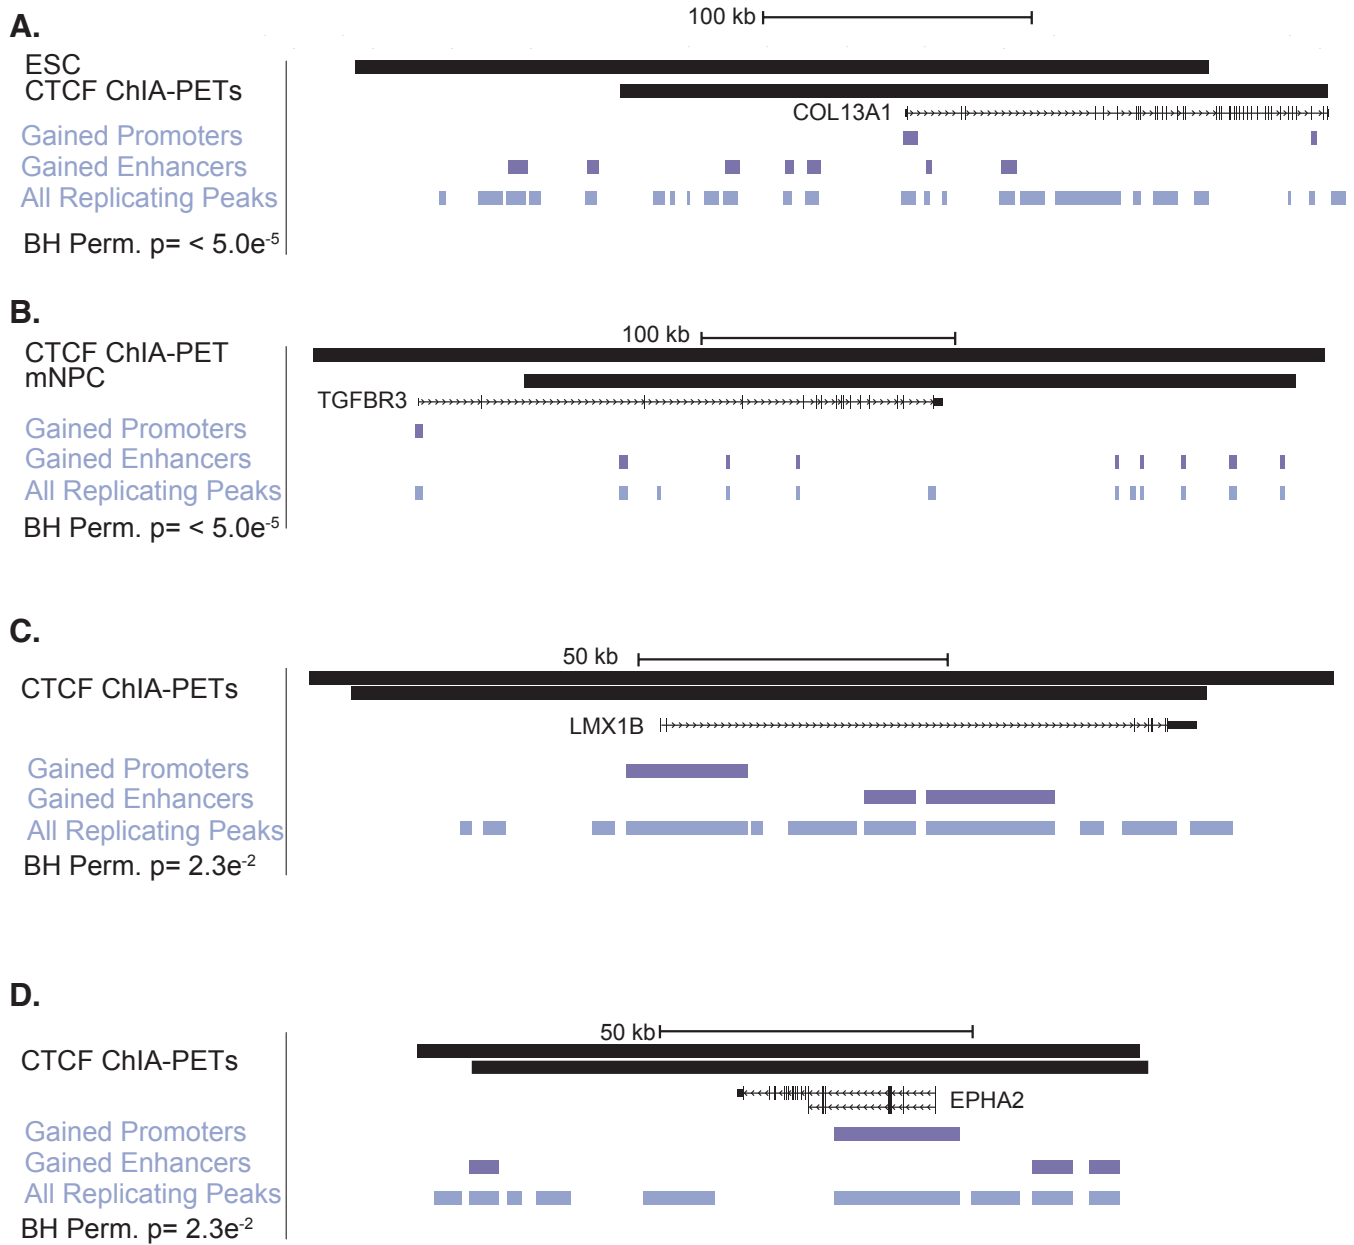 A.
100 kb
ESC
CTCF ChIA-PETs
COL13A1
Gained Promoters
Gained Enhancers
All Replicating Peaks
BH Perm. p= < 5.0e-5
B.
100 kb
CTCF ChIA-PET
mNPC
TGFBR3
Gained Promoters
Gained Enhancers
All Replicating Peaks
BH Perm. p= < 5.0e-5
C.
50 kb
CTCF ChIA-PETs
LMX1B
Gained Promoters
Gained Enhancers
All Replicating Peaks
BH Perm. p= 2.3e-2
D.
50 kb
CTCF ChIA-PETs
EPHA2
Gained Promoters
Gained Enhancers
All Replicating Peaks
BH Perm. p= 2.3e-2